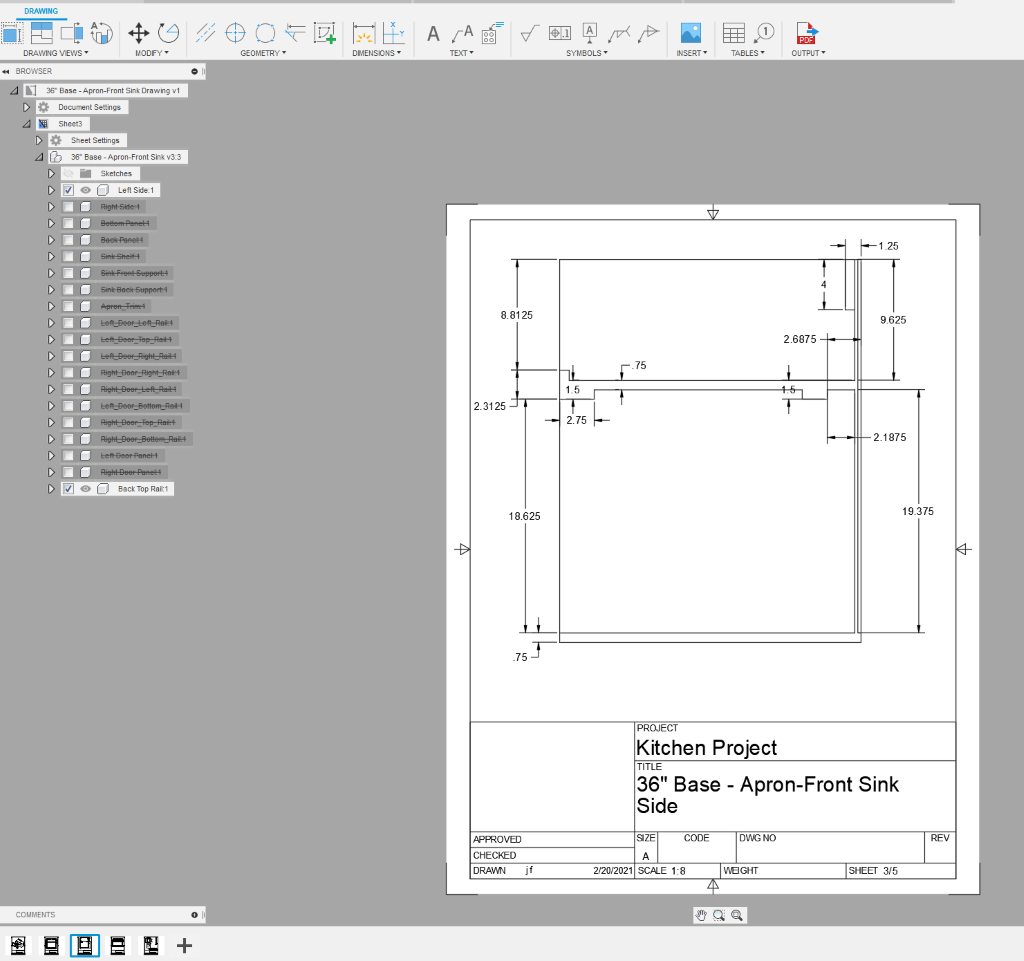 DRAWING
DRAWING VIEWS ▾
MODIFY ▾
GEOMETRY ▾
DIMENSIONS ▾
TEXT ▾
SYMBOLS ▾
INSERT ▾
TABLES ▾
OUTPUT ▾
BROWSER
36" Base - Apron-Front Sink Drawing v1
Document Settings
Sheet3
Sheet Settings
36" Base - Apron-Front Sink v3:3
Sketches
Left Side:1
Right Side:1
Bottom Panel:1
Back Panel:1
Sink Shelf:1
Sink Front Support:1
Sink Back Support:1
Apron_Trim:1
Left_Door_Left_Rail:1
Left_Door_Top_Rail:1
Left_Door_Right_Rail:1
Right_Door_Right_Rail:1
Right_Door_Left_Rail:1
Left_Door_Bottom_Rail:1
Right_Door_Top_Rail:1
Right_Door_Bottom_Rail:1
Left Door Panel:1
Right Door Panel:1
Back Top Rail:1
1.25
4
8.8125
9.625
2.6875
.75
1.5
1.5
2.3125
2.75
2.1875
18.625
19.375
.75
PROJECT
Kitchen Project
TITLE
36" Base - Apron-Front Sink
Side
APPROVED
SIZE
CODE
DWG NO
REV
CHECKED
A
DRAWN jf 2/20/2021
SCALE 1:8
WEIGHT
SHEET 3/5
COMMENTS